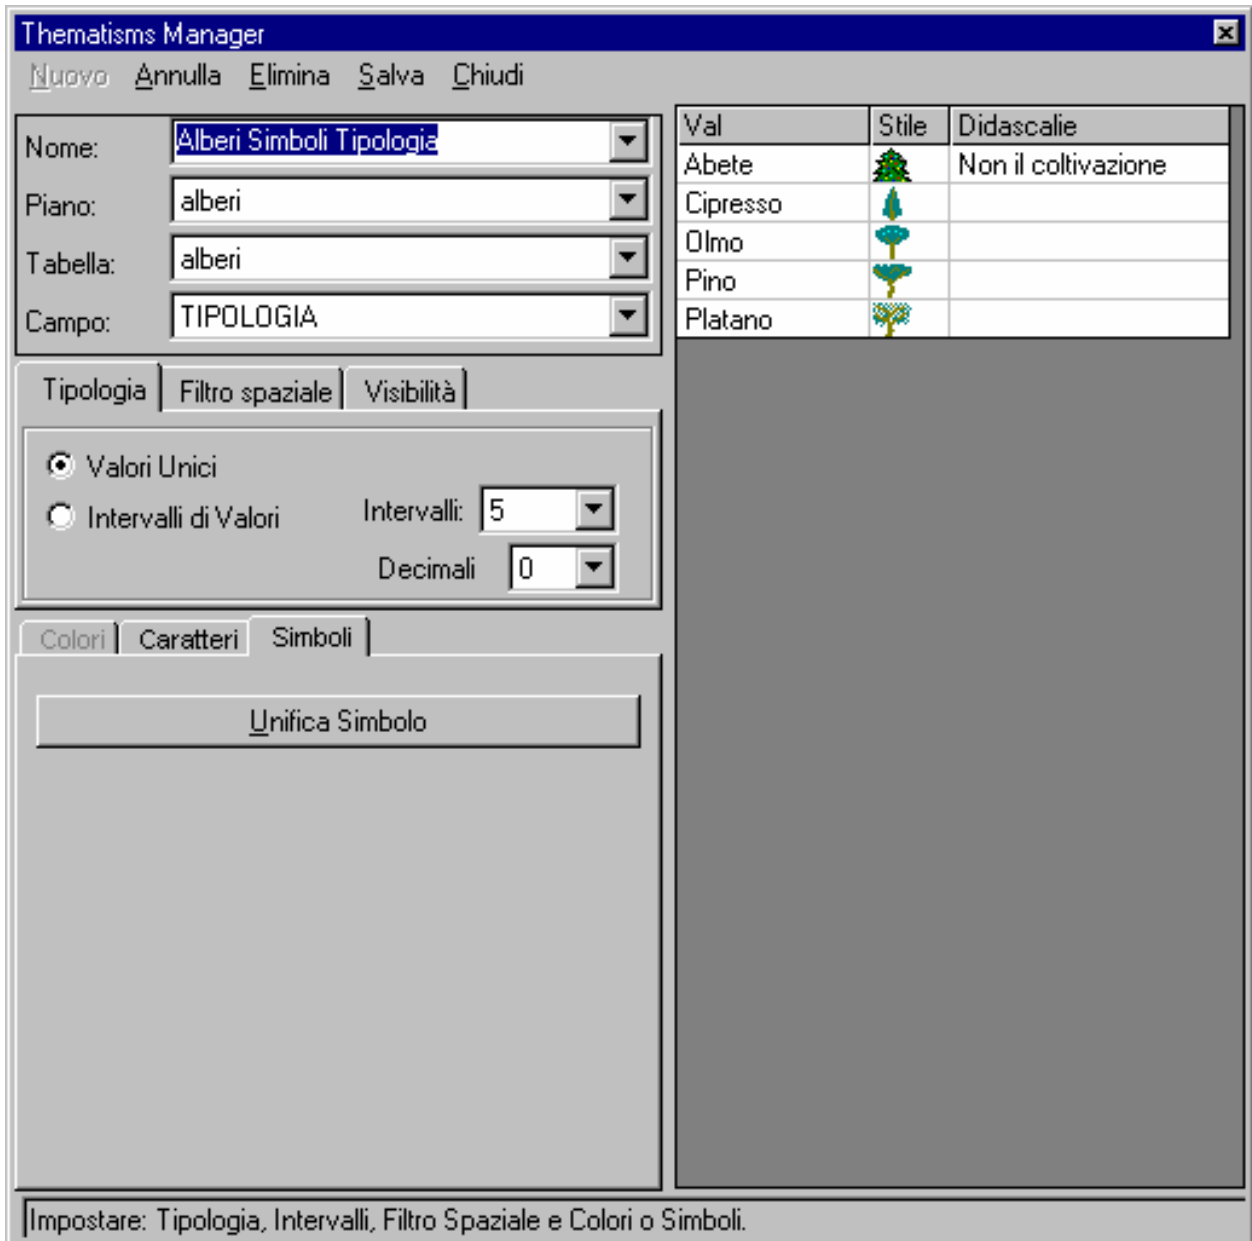 Thematisms Manager
Nuovo Annulla Elimina Salva Chiudi
Nome: Alberi Simboli Tipologia
Piano: alberi
Tabella: alberi
Campo: TIPOLOGIA
Tipologia Filtro spaziale Visibilità
Valori Unici
Intervalli di Valori Intervalli: 5
Decimali 0
Colori Caratteri Simboli
Unifica Simbolo
Val Stile Didascalie
Abete Non il coltivazione
Cipresso
Olmo
Pino
Platano
Impostare: Tipologia, Intervalli, Filtro Spaziale e Colori o Simboli.